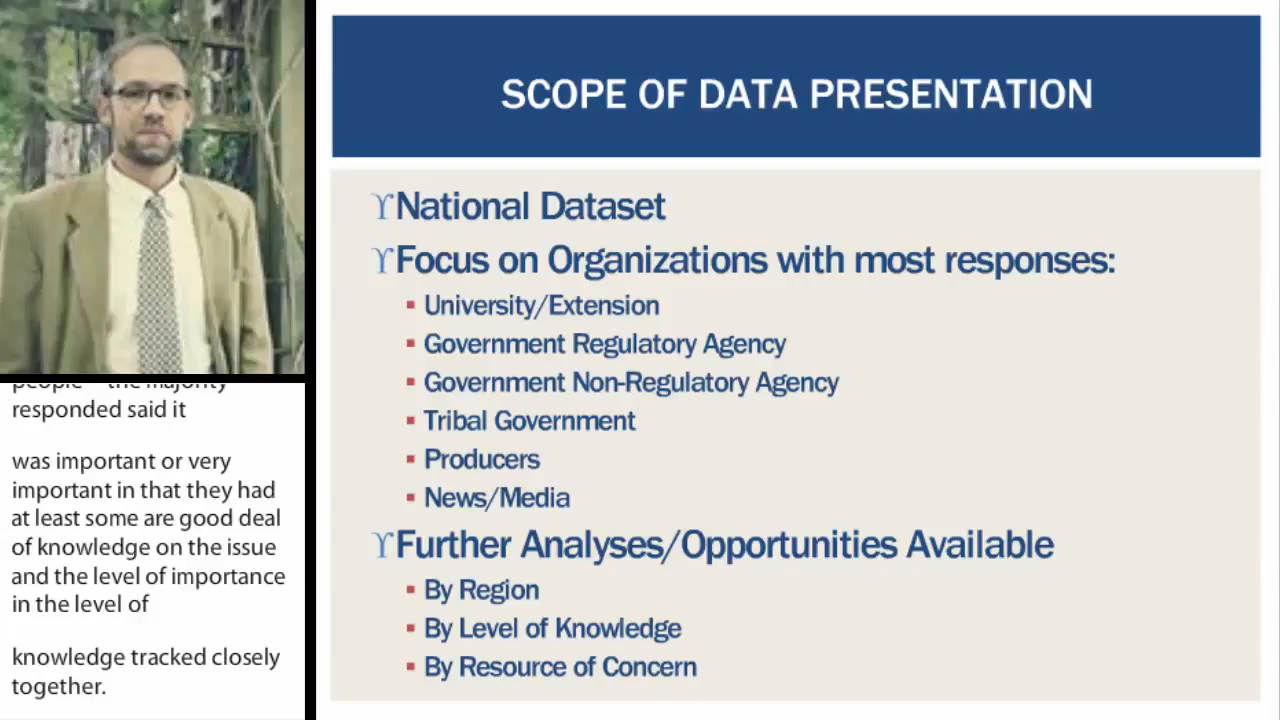 SCOPE OF DATA PRESENTATION
National Dataset
Focus on Organizations with most responses:
University/Extension
Government Regulatory Agency
Government Non-Regulatory Agency
Tribal Government
Producers
News/Media
Further Analyses/Opportunities Available
By Region
By Level of Knowledge
By Resource of Concern
people the majority
responded said it
was important or very
important in that they had
at least some are good deal
of knowledge on the issue
and the level of importance
in the level of
knowledge tracked closely
together.